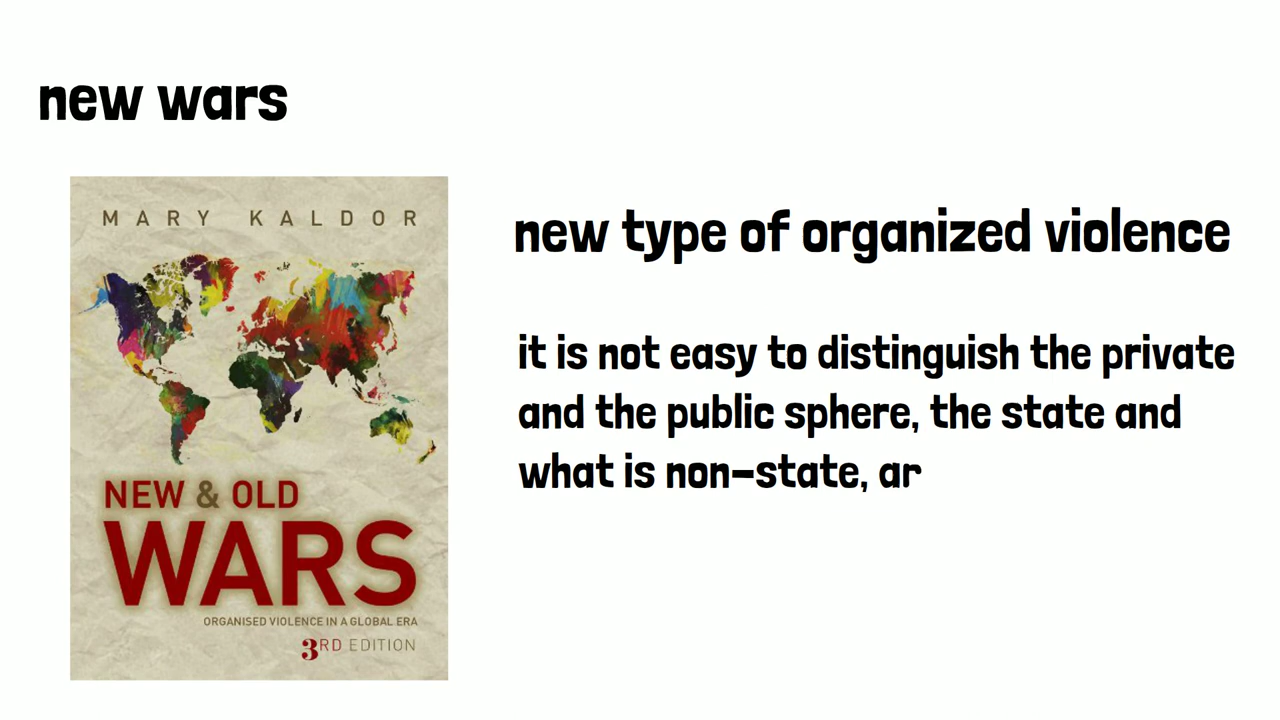 new wars
MARY KALDOR
NEW & OLD
WARS
ORGANISED VIOLENCE IN A GLOBAL ERA
3RD EDITION
new type of organized violence
it is not easy to distinguish the private
and the public sphere, the state and
what is non-state, ar